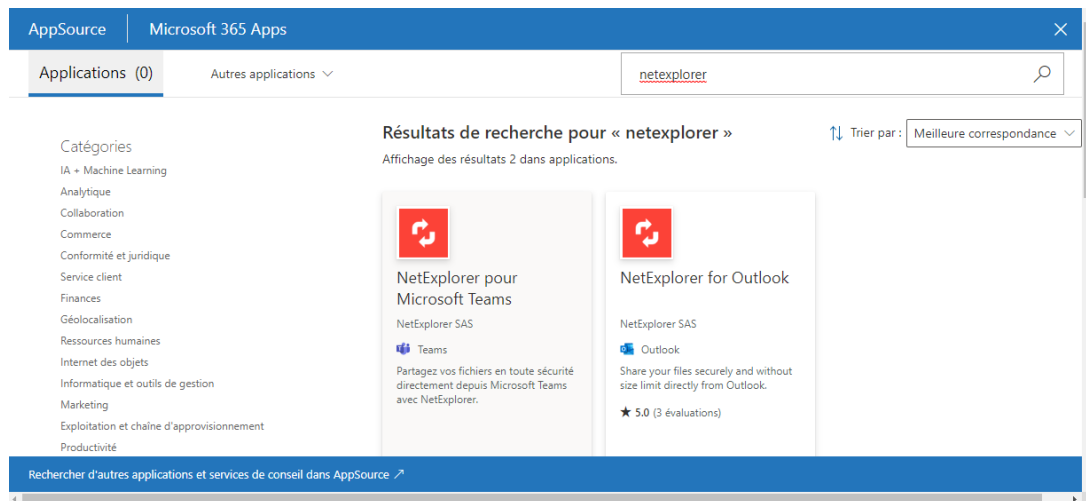 AppSource
Microsoft 365 Apps
Applications (0)
Autres applications
netexplorer
Catégories
IA + Machine Learning
Analytique
Collaboration
Commerce
Conformité et juridique
Service client
Finances
Géolocalisation
Ressources humaines
Internet des objets
Informatique et outils de gestion
Marketing
Exploitation et chaîne d'approvisionnement
Productivité
Résultats de recherche pour « netexplorer »
Trier par :
Meilleure correspondance
Affichage des résultats 2 dans applications.
NetExplorer pour
Microsoft Teams
NetExplorer SAS
Teams
Partagez vos fichiers en toute sécurité
directement depuis Microsoft Teams
avec NetExplorer.
NetExplorer for Outlook
NetExplorer SAS
Outlook
Share your files securely and without
size limit directly from Outlook.
★ 5.0 (3 évaluations)
Rechercher d'autres applications et services de conseil dans AppSource ↗